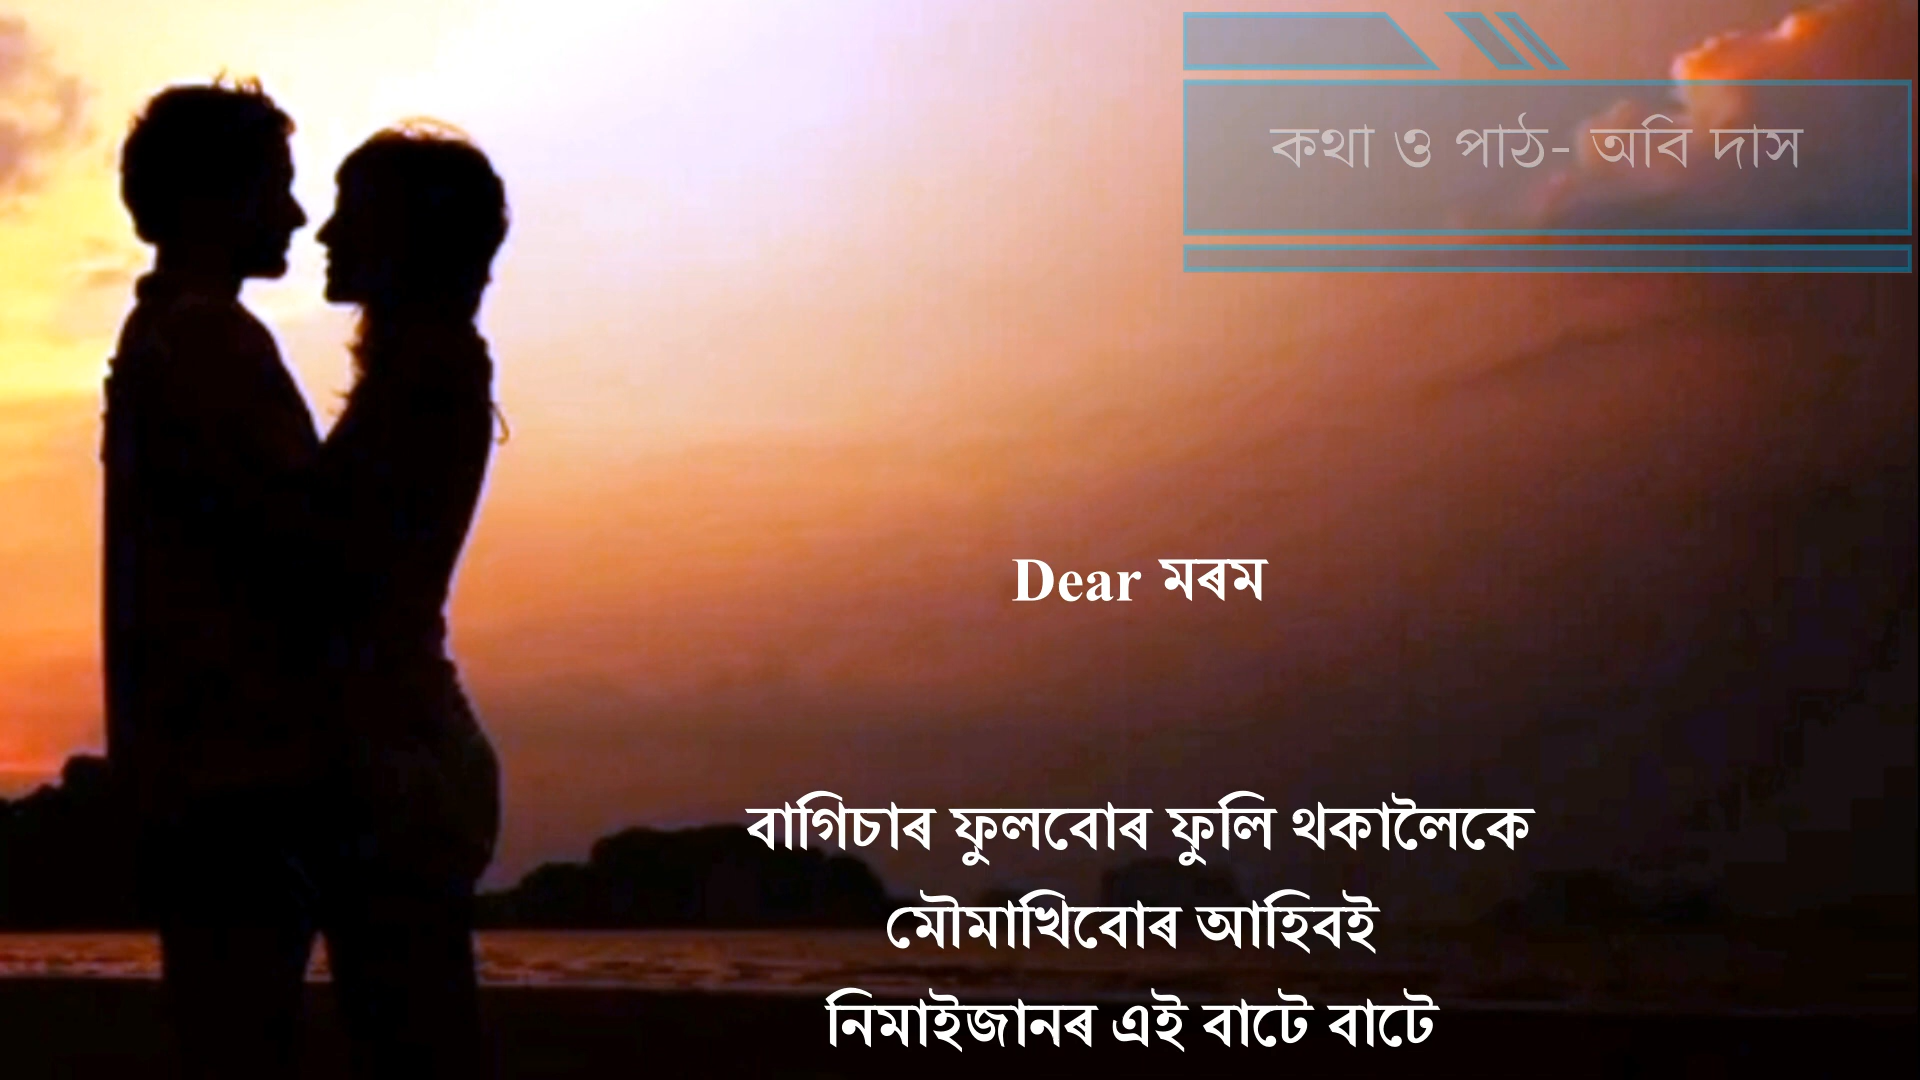 কথা ও পাঠ- অবি দাস
Dear মৰম
বাগিচাৰ ফুলবোৰ ফুলি থকালৈকে
মৌমাখিবোৰ আহিবই
নিমাইজানৰ এই বাটে বাটে